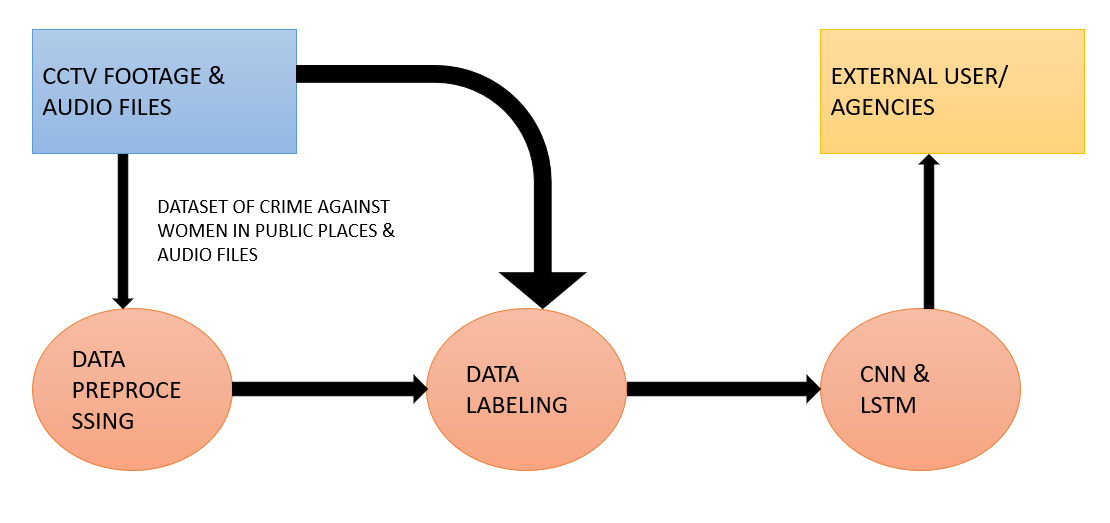 CCTV FOOTAGE &
AUDIO FILES
EXTERNAL USER/
AGENCIES
DATASET OF CRIME AGAINST
WOMEN IN PUBLIC PLACES &
AUDIO FILES
DATA
PREPROCE
SSING
DATA
LABELING
CNN &
LSTM